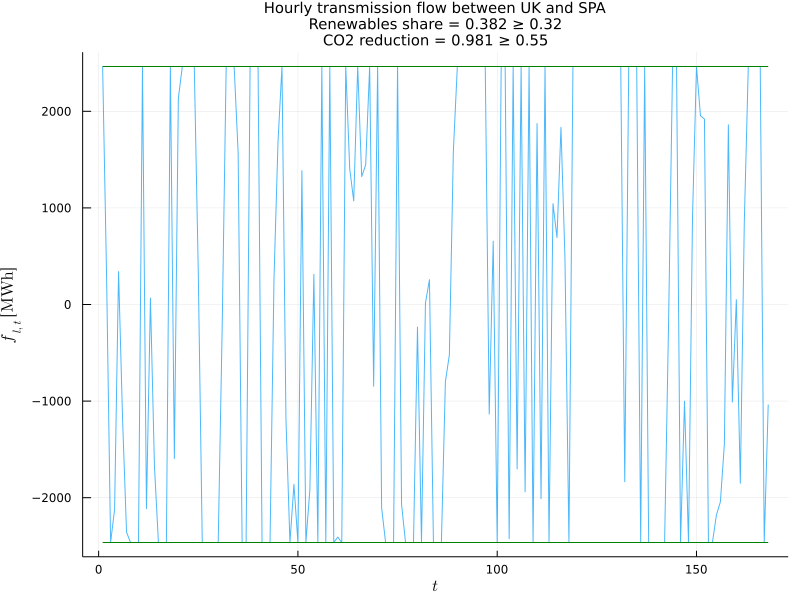 Hourly transmission flow between UK and SPA
Renewables share = 0.382 ≥ 0.32
CO2 reduction = 0.981 ≥ 0.55
2000
1000
0
−1000
−2000
f l,t [MWh]
0 50 100 150
t